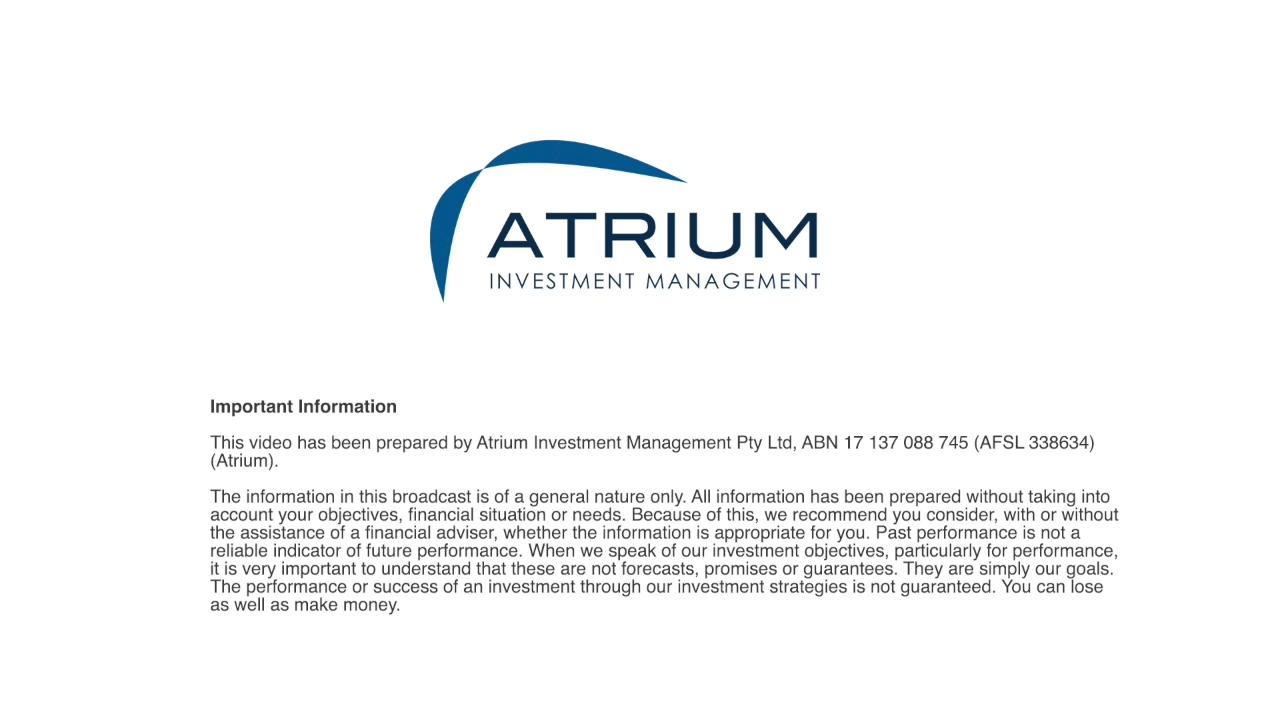 ATRIUM
INVESTMENT MANAGEMENT
Important Information
This video has been prepared by Atrium Investment Management Pty Ltd, ABN 17 137 088 745 (AFSL 338634)
(Atrium).
The information in this broadcast is of a general nature only. All information has been prepared without taking into
account your objectives, financial situation or needs. Because of this, we recommend you consider, with or without
the assistance of a financial adviser, whether the information is appropriate for you. Past performance is not a
reliable indicator of future performance. When we speak of our investment objectives, particularly for performance,
it is very important to understand that these are not forecasts, promises or guarantees. They are simply our goals.
The performance or success of an investment through our investment strategies is not guaranteed. You can lose
as well as make money.